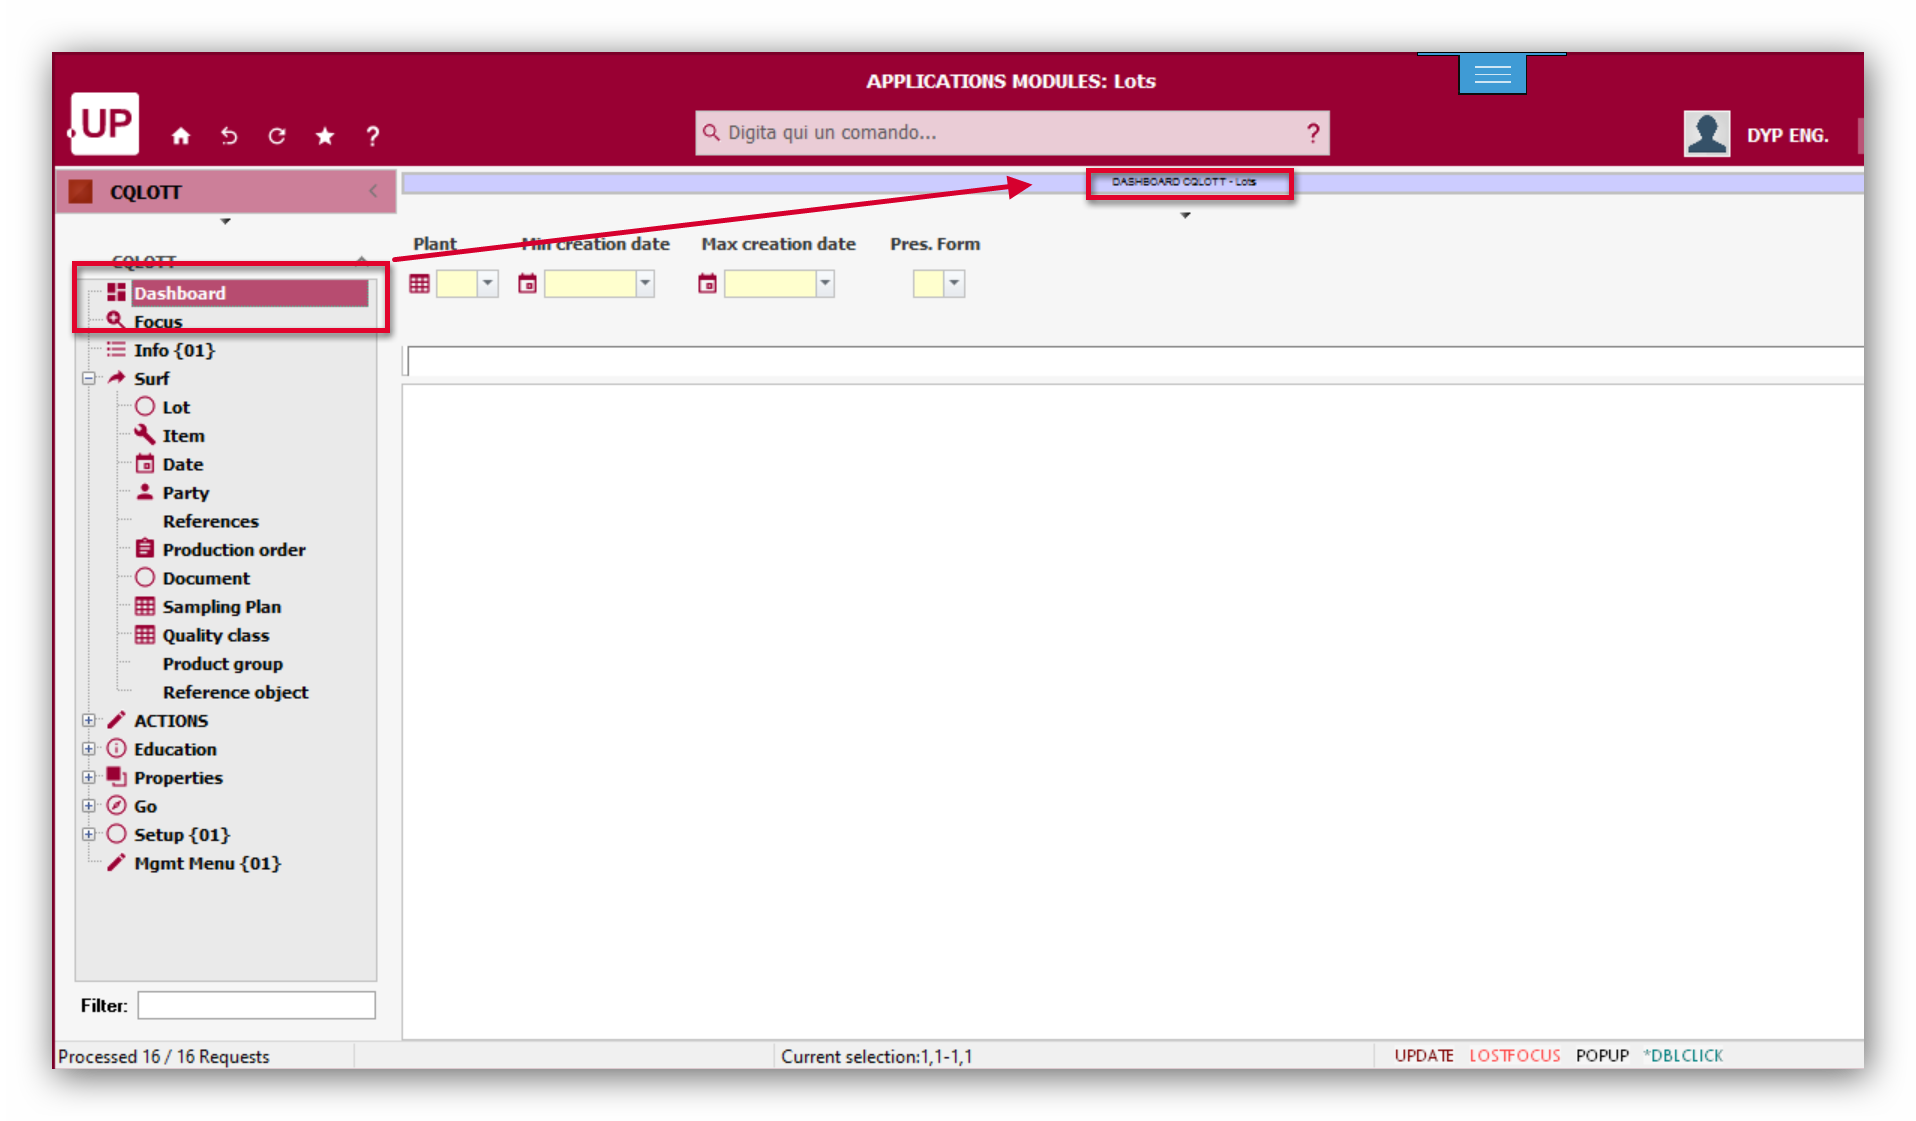 APPLICATIONS MODULES: Lots
.UP
?
Digita qui un comando... ?
DYP ENG.
CQLOTT
DASHBOARD CQLOTT - Lots
Plant Min creation date Max creation date Pres. Form
CQLOTT
Dashboard
Focus
Info {01}
Surf
Lot
Item
Date
Party
References
Production order
Document
Sampling Plan
Quality class
Product group
Reference object
ACTIONS
Education
Properties
Go
Setup {01}
Mgmt Menu {01}
Filter:
Processed 16 / 16 Requests
Current selection:1,1-1,1
UPDATE LOSTFOCUS POPUP *DBLCLICK